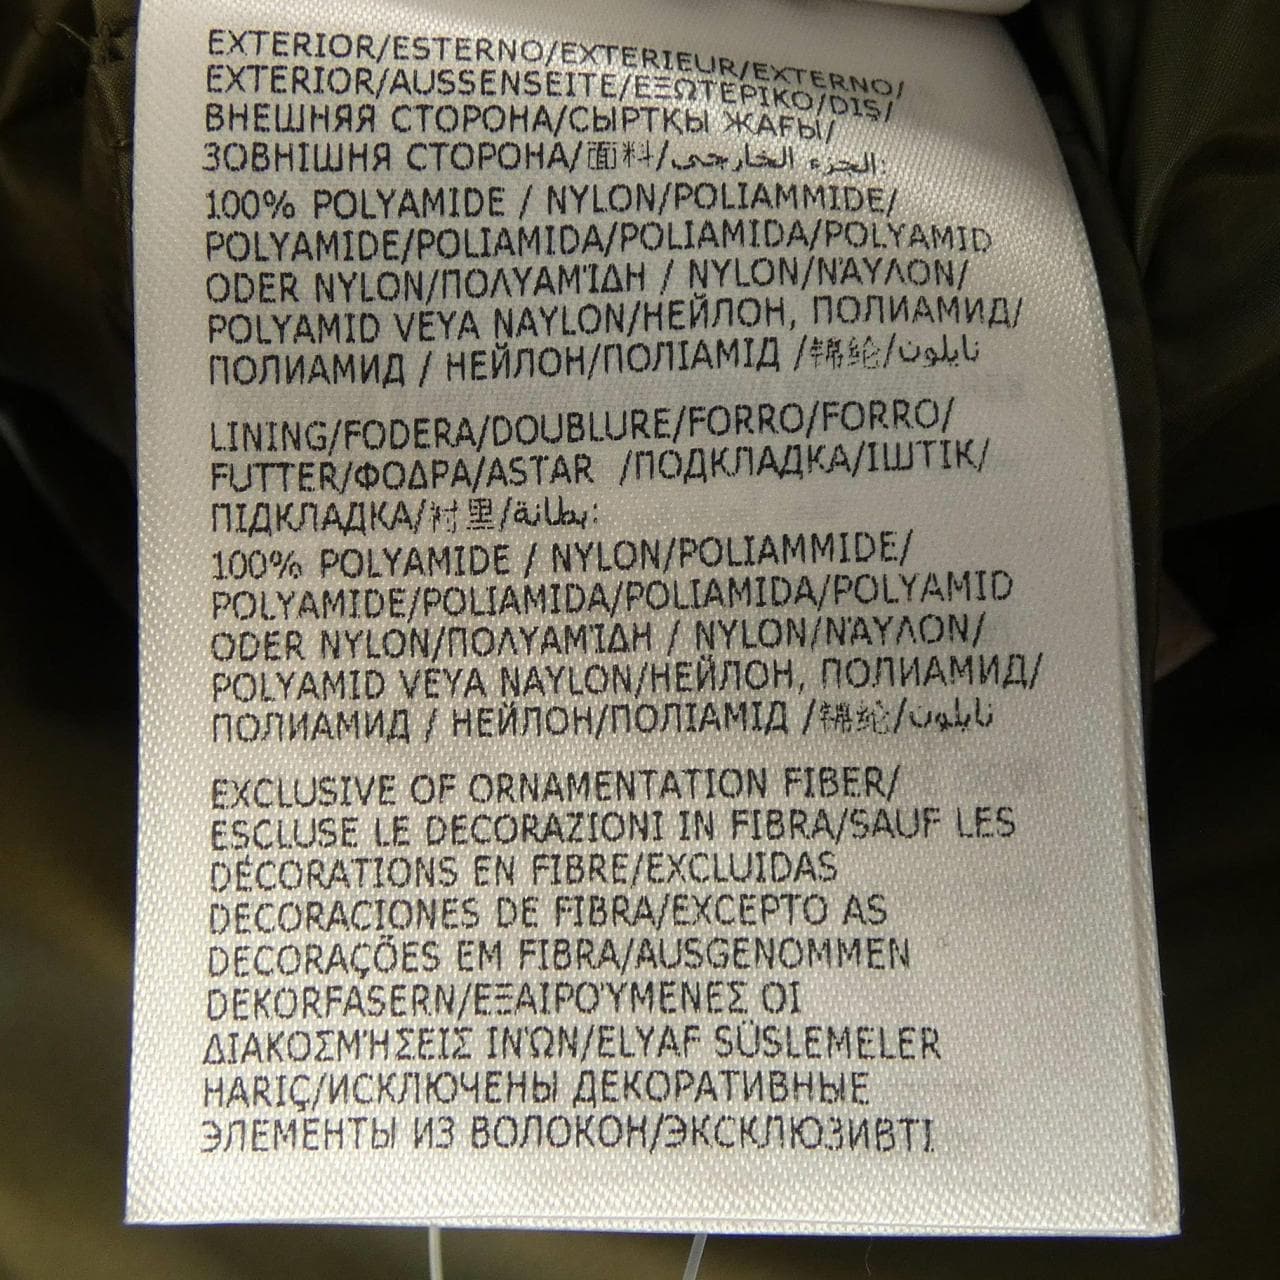 EXTERIOR/ESTERNO/EXTERIEUR/EXTERNO/
EXTERIOR/AUSSENSEITE/ΕΞΩΤΕΡΙΚΟ/DIŞ/
ВНЕШНЯЯ СТОРОНА/СЫРТҚЫ ЖАҒЫ/
ЗОВНІШНЯ СТОРОНА/面料/الجزء الخارجي:
100% POLYAMIDE / NYLON/POLIAMMIDE/
POLYAMIDE/POLIAMIDA/POLIAMIDA/POLYAMID
ODER NYLON/ΠΟΛΥΑΜΊΔΗ / NYLON/ΝΆΥΛΟΝ/
POLYAMID VEYA NAYLON/НЕЙЛОН, ПОЛИАМИД/
ПОЛИАМИД / НЕЙЛОН/ПОЛІАМІД /锦纶/نايلون
LINING/FODERA/DOUBLURE/FORRO/FORRO/
FUTTER/ΦΟΔΡΑ/ASTAR /ПОДКЛАДКА/ІШТІК/
ПІДКЛАДКА/衬里/بطانة:
100% POLYAMIDE / NYLON/POLIAMMIDE/
POLYAMIDE/POLIAMIDA/POLIAMIDA/POLYAMID
ODER NYLON/ΠΟΛΥΑΜΊΔΗ / NYLON/ΝΆΥΛΟΝ/
POLYAMID VEYA NAYLON/НЕЙЛОН, ПОЛИАМИД/
ПОЛИАМИД / НЕЙЛОН/ПОЛІАМІД /锦纶/نايلون
EXCLUSIVE OF ORNAMENTATION FIBER/
ESCLUSE LE DECORAZIONI IN FIBRA/SAUF LES
DÉCORATIONS EN FIBRE/EXCLUIDAS
DECORACIONES DE FIBRA/EXCEPTO AS
DECORAÇÕES EM FIBRA/AUSGENOMMEN
DEKORFASERN/ΕΞΑΙΡΟΎΜΕΝΕΣ ΟΙ
ΔΙΑΚΟΣΜΉΣΕΙΣ ΙΝΏΝ/ELYAF SÜSLEMELER
HARIÇ/ИСКЛЮЧЕНЫ ДЕКОРАТИВНЫЕ
ЭЛЕМЕНТЫ ИЗ ВОЛОКОН/ЭКСКЛЮЗИВТІ